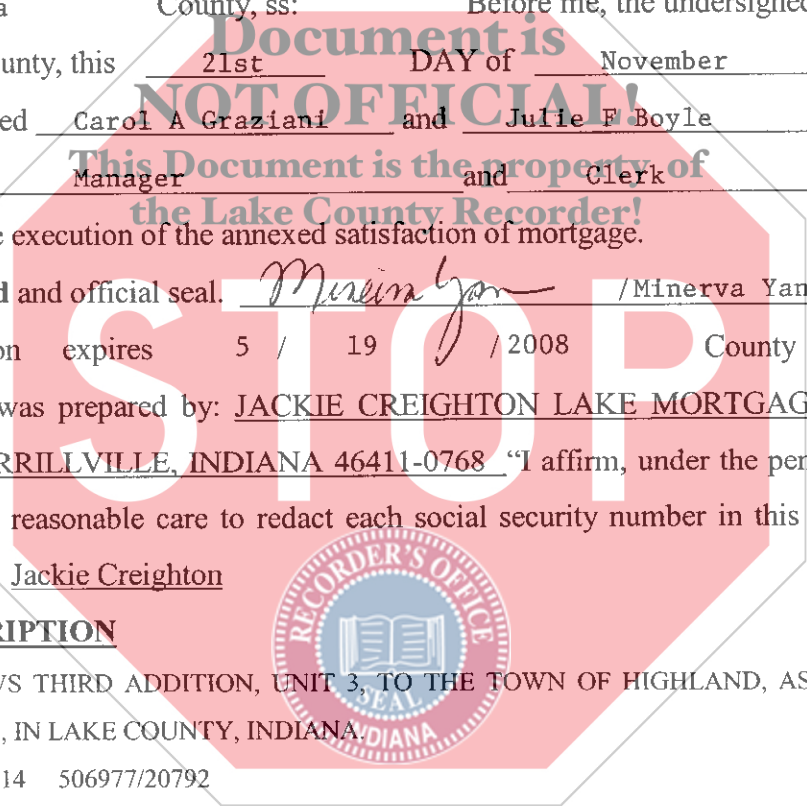 a County, ss: Before me, the undersigned
Document is
unty, this 21st DAY of November
NOT OFFICIAL!
ed Carol A Graziani and Julie F Boyle
This Document is the property of
Manager and Clerk
the Lake County Recorder!
execution of the annexed satisfaction of mortgage.
d and official seal. /Minerva Yan
on expires 5 / 19 / 2008 County
was prepared by: JACKIE CREIGHTON LAKE MORTGAG
RRILLVILLE, INDIANA 46411-0768 "I affirm, under the per
reasonable care to redact each social security number in this
Jackie Creighton
RIPTION
WS THIRD ADDITION, UNIT 3, TO THE TOWN OF HIGHLAND, AS
, IN LAKE COUNTY, INDIANA.
14 506977/20792
STOP
RECORDER'S OFFICE
SEAL
INDIANA